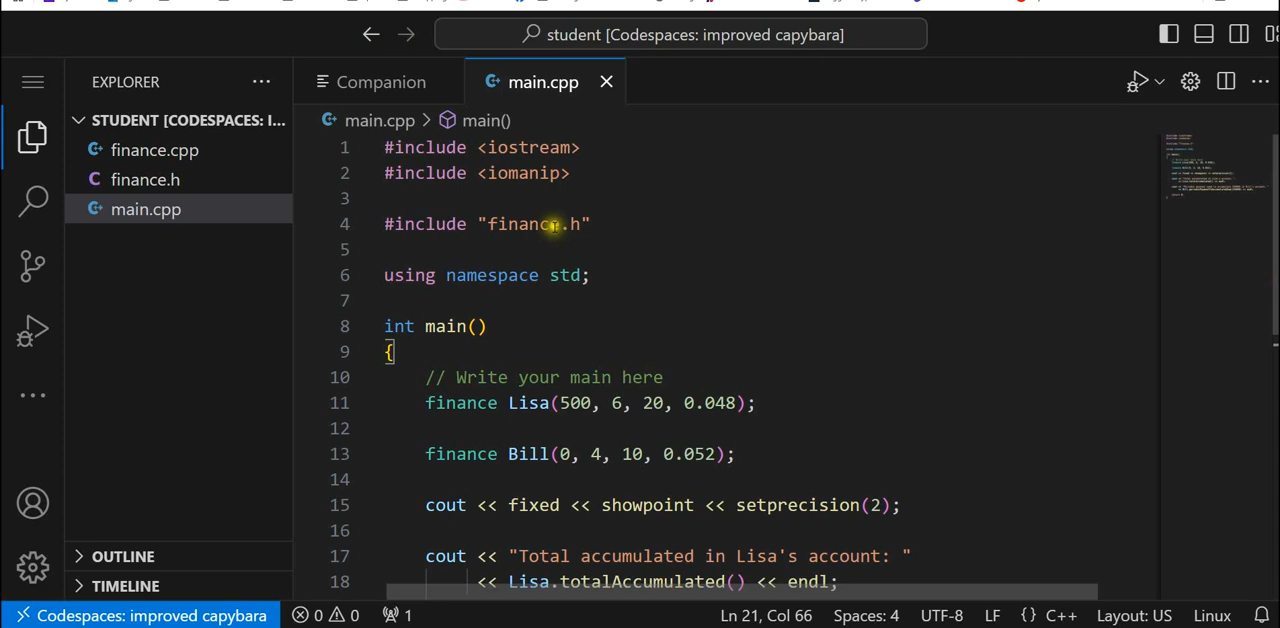 student [Codespaces: improved capybara]
EXPLORER
STUDENT [CODESPACES: I...
finance.cpp
finance.h
main.cpp
OUTLINE
TIMELINE
Companion
main.cpp
main.cpp > main()
1 #include <iostream>
2 #include <iomanip>
3
4 #include "finance.h"
5
6 using namespace std;
7
8 int main()
9 {
10 // Write your main here
11 finance Lisa(500, 6, 20, 0.048);
12
13 finance Bill(0, 4, 10, 0.052);
14
15 cout << fixed << showpoint << setprecision(2);
16
17 cout << "Total accumulated in Lisa's account: "
18 << Lisa.totalAccumulated() << endl;
Codespaces: improved capybara 0 0 1 Ln 21, Col 66 Spaces: 4 UTF-8 LF {} C++ Layout: US Linux